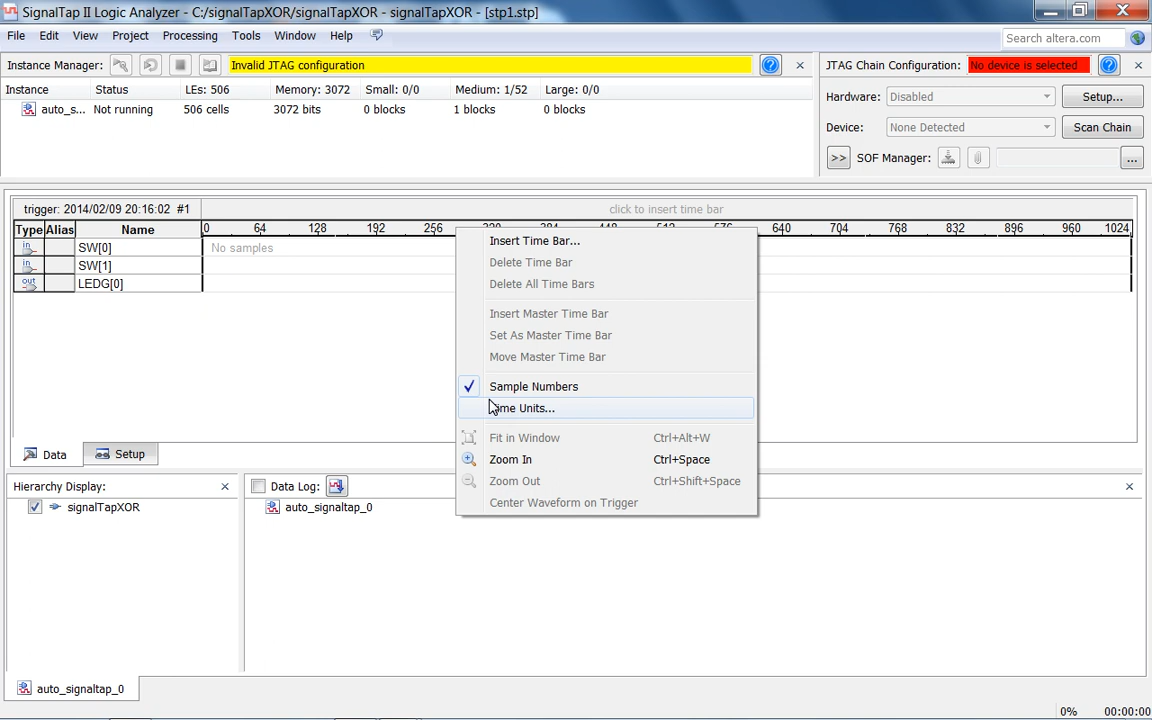 SignalTap II Logic Analyzer - C:/signalTapXOR/signalTapXOR - signalTapXOR - [stp1.stp]
File Edit View Project Processing Tools Window Help
Search altera.com
Instance Manager: Invalid JTAG configuration
Instance Status LEs: 506 Memory: 3072 Small: 0/0 Medium: 1/52 Large: 0/0
auto_s... Not running 506 cells 3072 bits 0 blocks 1 blocks 0 blocks
JTAG Chain Configuration: No device is selected
Hardware: Disabled Setup...
Device: None Detected Scan Chain
>> SOF Manager: ...
trigger: 2014/02/09 20:16:02 #1 click to insert time bar
Type Alias Name 0 64 128 192 256 640 704 768 832 896 960 1024
in SW[0] No samples
in SW[1]
out LEDG[0]
Insert Time Bar...
Delete Time Bar
Delete All Time Bars
Insert Master Time Bar
Set As Master Time Bar
Move Master Time Bar
Sample Numbers
Time Units...
Fit in Window Ctrl+Alt+W
Zoom In Ctrl+Space
Zoom Out Ctrl+Shift+Space
Center Waveform on Trigger
Data Setup
Hierarchy Display:
signalTapXOR
Data Log:
auto_signaltap_0
auto_signaltap_0
0% 00:00:00